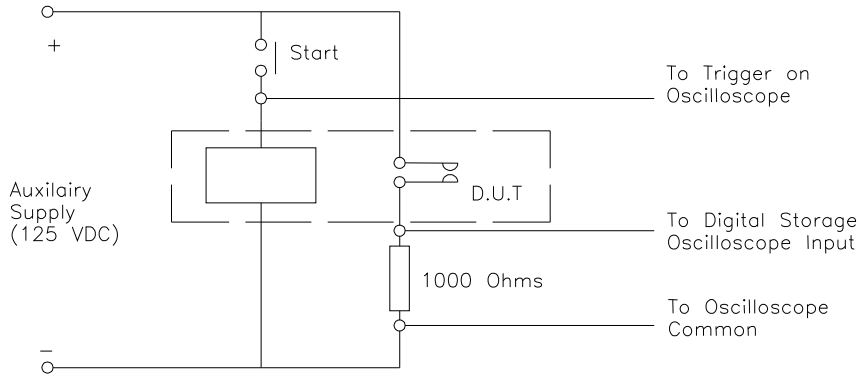 +
Start
To Trigger on
Oscilloscope
Auxilairy
Supply
(125 VDC)
D.U.T
To Digital Storage
Oscilloscope Input
1000 Ohms
To Oscilloscope
Common
−